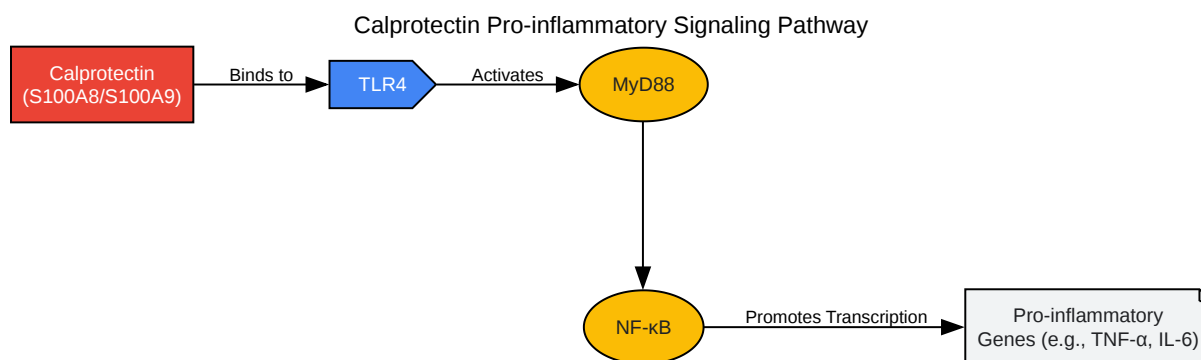 Calprotectin Pro-inflammatory Signaling Pathway
Calprotectin
(S100A8/S100A9)
Binds to
TLR4
Activates
MyD88
NF-κB
Promotes Transcription
Pro-inflammatory
Genes (e.g., TNF-α, IL-6)